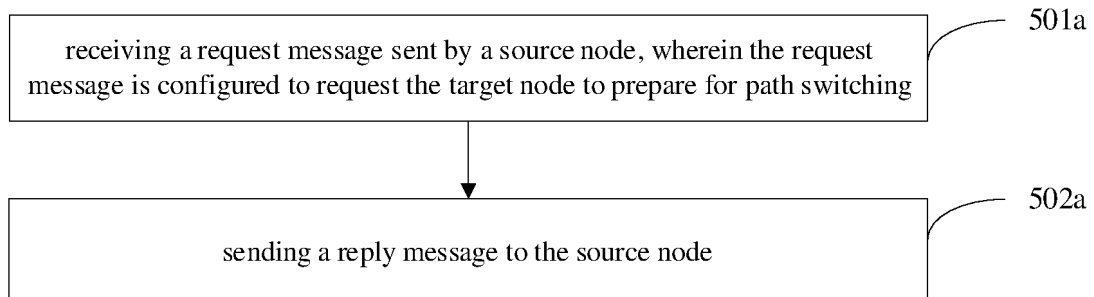 501a
receiving a request message sent by a source node, wherein the request
message is configured to request the target node to prepare for path switching
502a
sending a reply message to the source node